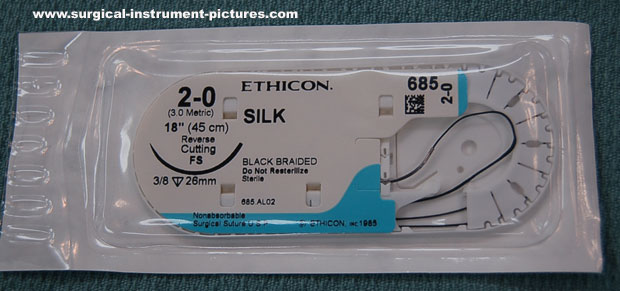 www.surgical-instrument-pictures.com
ETHICON.
685
2-0
2-0
(3.0 Metric)
18" (45 cm)
Reverse
Cutting
FS
3/8 26mm
SILK
BLACK BRAIDED
Do Not Resterilize
Sterile
685.AL02
Nonabsorbable
Surgical Suture U.S.P.
ETHICON, INC 1985